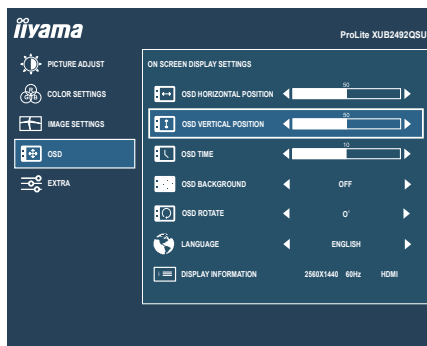 iiyama
ProLite XUB2492QSU
PICTURE ADJUST
COLOR SETTINGS
R
G B
IMAGE SETTINGS
OSD
EXTRA
ON SCREEN DISPLAY SETTINGS
OSD HORIZONTAL POSITION
50
OSD VERTICAL POSITION
50
OSD TIME
10
OSD BACKGROUND OFF
OSD ROTATE 0°
LANGUAGE ENGLISH
DISPLAY INFORMATION 2560X1440 60Hz HDMI